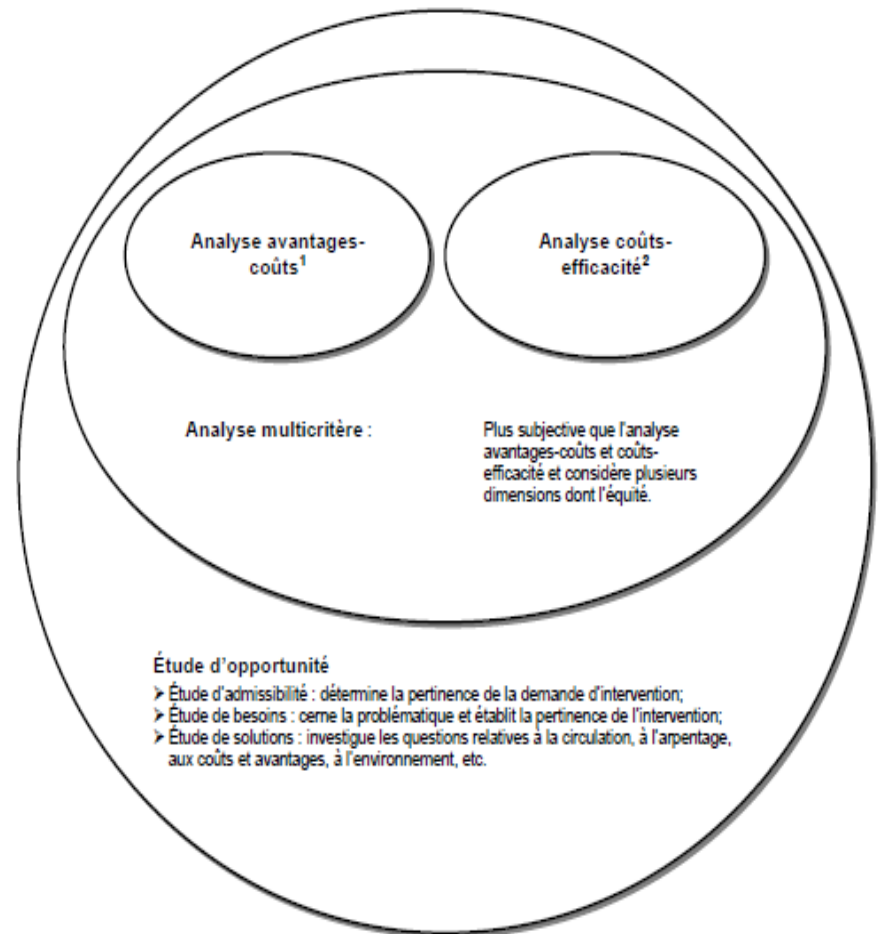 Analyse avantages-
coûts¹
Analyse coûts-
efficacité²
Analyse multicritère :
Plus subjective que l'analyse
avantages-coûts et coûts-
efficacité et considère plusieurs
dimensions dont l'équité.
Étude d'opportunité
➤ Étude d'admissibilité : détermine la pertinence de la demande d'intervention;
➤ Étude de besoins : cerne la problématique et établit la pertinence de l'intervention;
➤ Étude de solutions : investigue les questions relatives à la circulation, à l'arpentage,
aux coûts et avantages, à l'environnement, etc.